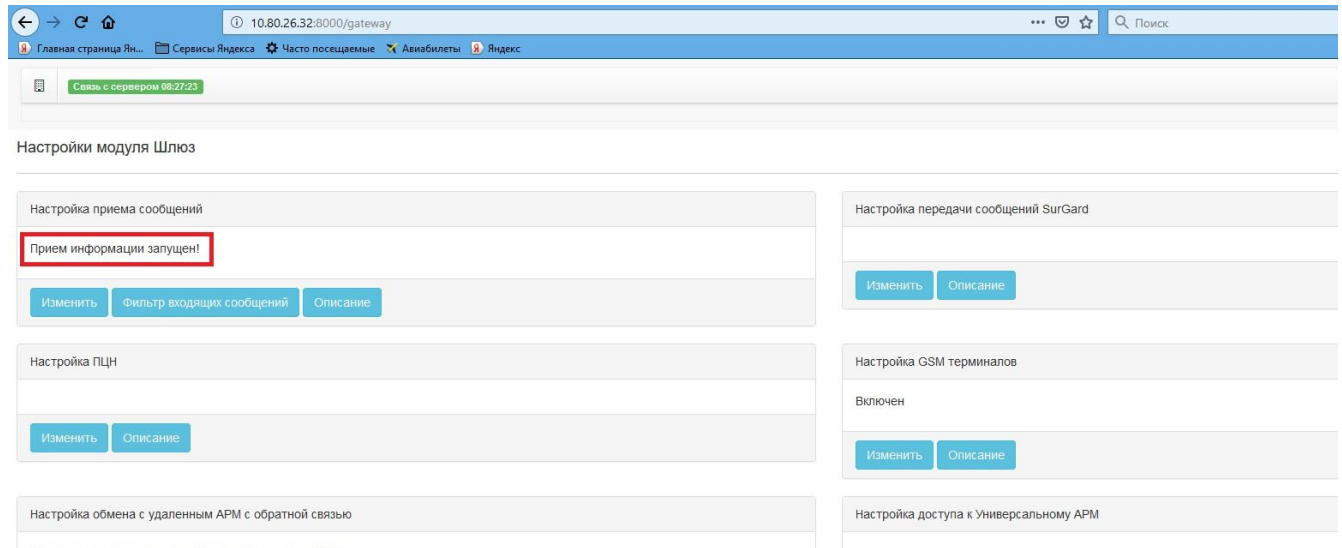 10.80.26.32:8000/gateway
Поиск
Главная страница Ян... Сервисы Яндекса Часто посещаемые Авиабилеты Яндекс
Связь с сервером 08:27:23
Настройки модуля Шлюз
Настройка приема сообщений
Прием информации запущен!
Изменить Фильтр входящих сообщений Описание
Настройка передачи сообщений SurGard
Изменить Описание
Настройка ПЦН
Изменить Описание
Настройка GSM терминалов
Включен
Изменить Описание
Настройка обмена с удаленным АРМ с обратной связью
Настройка доступа к Универсальному АРМ